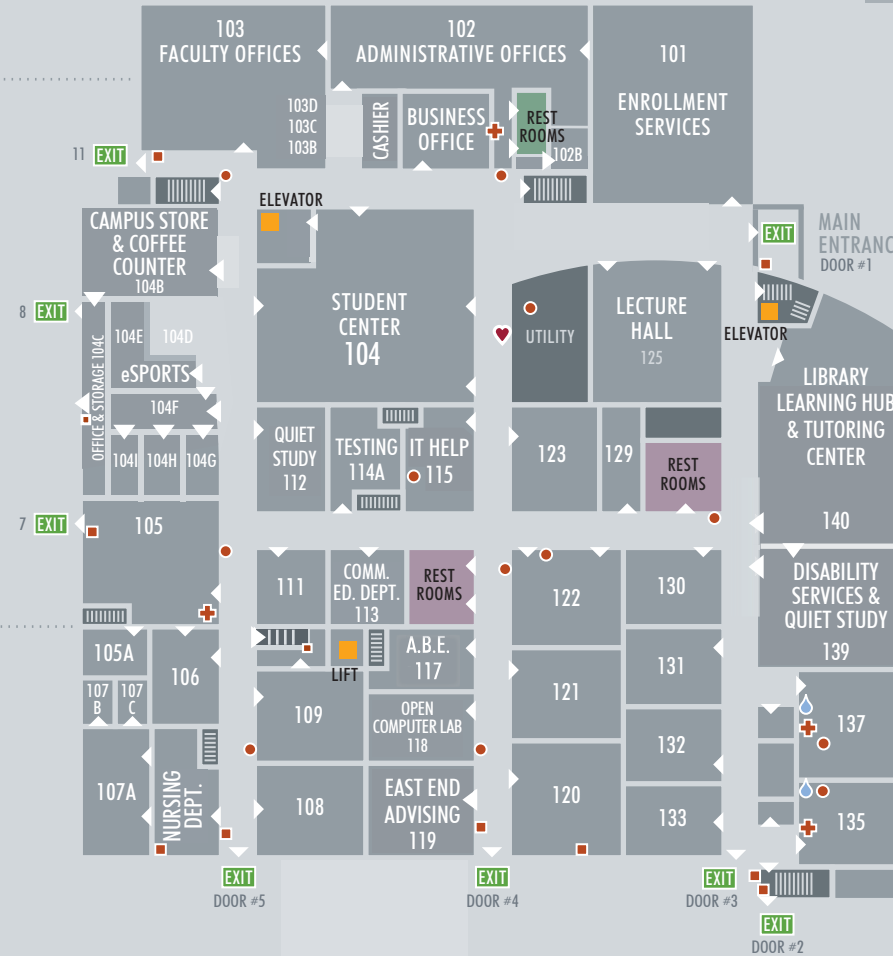 103
FACULTY OFFICES
102
ADMINISTRATIVE OFFICES
101
ENROLLMENT
SERVICES
103D
103C
103B
CASHIER
BUSINESS
OFFICE
REST
ROOMS
102B
11 EXIT
ELEVATOR
CAMPUS STORE
& COFFEE
COUNTER
104B
EXIT
MAIN
ENTRANC
DOOR #1
8 EXIT
STUDENT
CENTER
104
UTILITY
LECTURE
HALL
125
ELEVATOR
OFFICE & STORAGE 104C
104E
104D
eSPORTS
104F
104I
104H
104G
LIBRARY
LEARNING HUB
& TUTORING
CENTER
140
QUIET
STUDY
112
TESTING
114A
IT HELP
115
123
129
REST
ROOMS
7 EXIT
105
111
COMM.
ED. DEPT.
113
REST
ROOMS
122
130
DISABILITY
SERVICES &
QUIET STUDY
139
105A
106
107
B
107
C
LIFT
A.B.E.
117
131
121
109
OPEN
COMPUTER LAB
118
132
137
107A
NURSING
DEPT.
108
EAST END
ADVISING
119
120
133
135
EXIT
DOOR #5
EXIT
DOOR #4
EXIT
DOOR #3
EXIT
DOOR #2